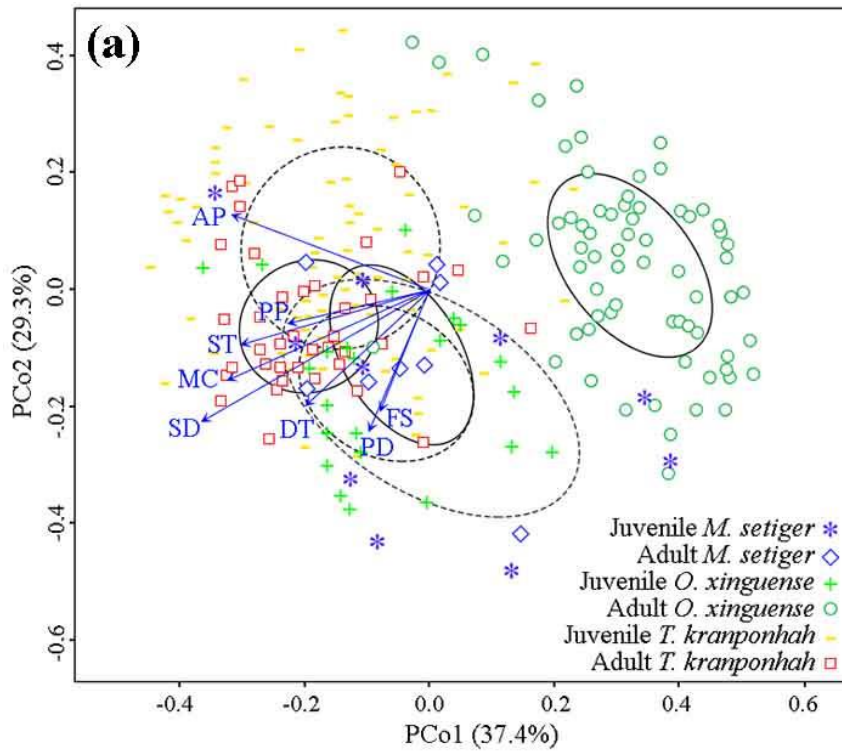 (a)
0.4
0.2
0.0
-0.2
-0.4
-0.6
PCo2 (29.3%)
AP
PP
ST
MC
SD
DT
FS
PD
Juvenile M. setiger
Adult M. setiger
Juvenile O. xinguense
Adult O. xinguense
Juvenile T. kranponhah
Adult T. kranponhah
-0.4 -0.2 0.0 0.2 0.4 0.6
PCo1 (37.4%)